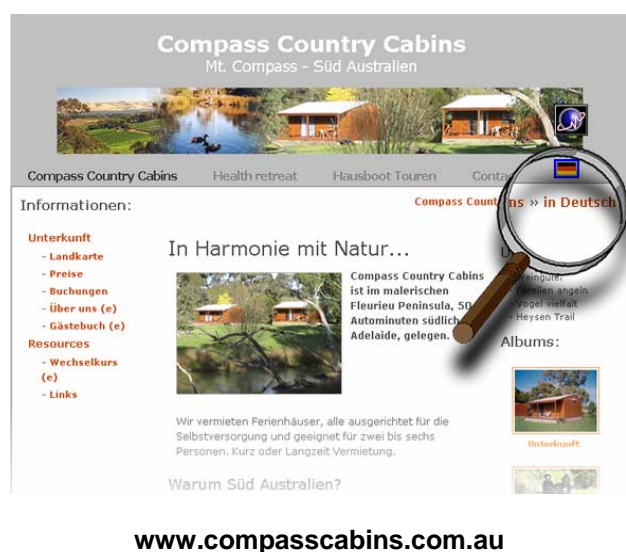 Compass Country Cabins
Mt. Compass - Süd Australien
Compass Country Cabins Health retreat Hausboot Touren
Informationen:
Compass Count ns » in Deutsch
Unterkunft
- Landkarte
- Preise
- Buchungen
- Über uns (e)
- Gästebuch (e)
Resources
- Wechselkurs
(e)
- Links
In Harmonie mit Natur...
Compass Country Cabins
ist im malerischen
Fleurieu Peninsula, 50
Autominuten südlich
Adelaide, gelegen.
Wir vermieten Ferienhäuser, alle ausgerichtet für die
Selbstversorgung und geeignet für zwei bis sechs
Personen. Kurz oder Langzeit Vermietung.
Warum Süd Australien?
angeln
- Vogel vielfalt
- Heysen Trail
Albums:
Unterkunft
www.compasscabins.com.au